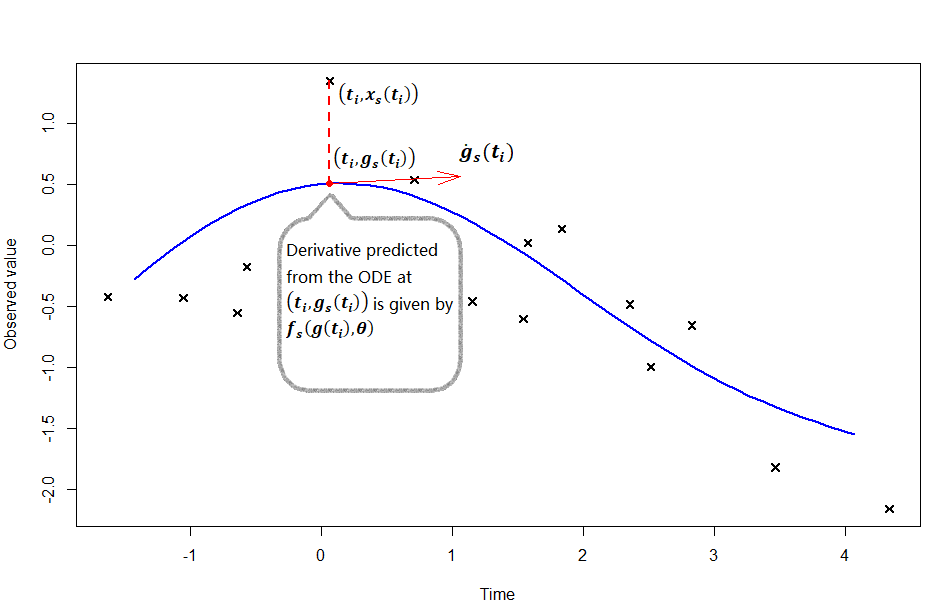 (tᵢ,xₛ(tᵢ))
(tᵢ,gₛ(tᵢ))
ġₛ(tᵢ)
Derivative predicted
from the ODE at
(tᵢ,gₛ(tᵢ)) is given by
fₛ(g(tᵢ),θ)
Observed value
1.0
0.5
0.0
-0.5
-1.0
-1.5
-2.0
-1 0 1 2 3 4
Time